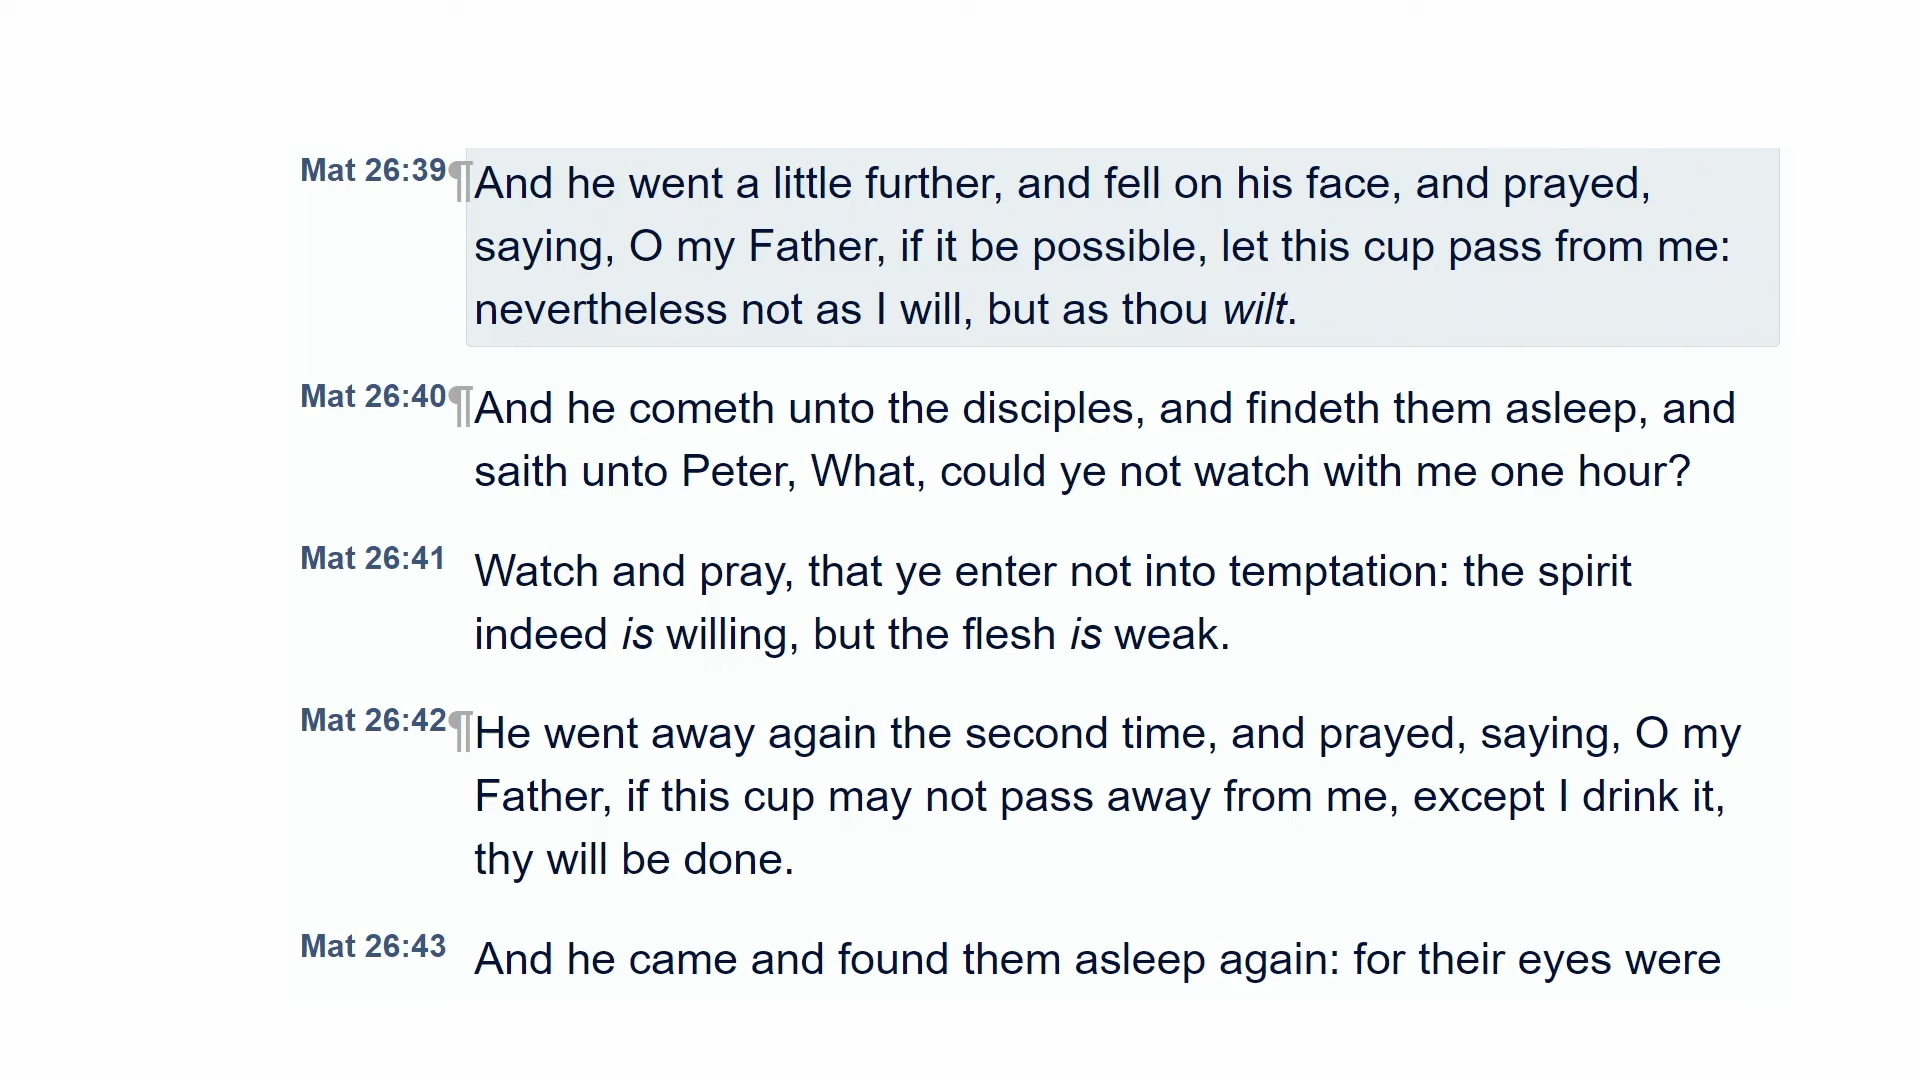 Mat 26:39 ¶And he went a little further, and fell on his face, and prayed,
saying, O my Father, if it be possible, let this cup pass from me:
nevertheless not as I will, but as thou wilt.
Mat 26:40 ¶And he cometh unto the disciples, and findeth them asleep, and
saith unto Peter, What, could ye not watch with me one hour?
Mat 26:41 Watch and pray, that ye enter not into temptation: the spirit
indeed is willing, but the flesh is weak.
Mat 26:42 ¶He went away again the second time, and prayed, saying, O my
Father, if this cup may not pass away from me, except I drink it,
thy will be done.
Mat 26:43 And he came and found them asleep again: for their eyes were